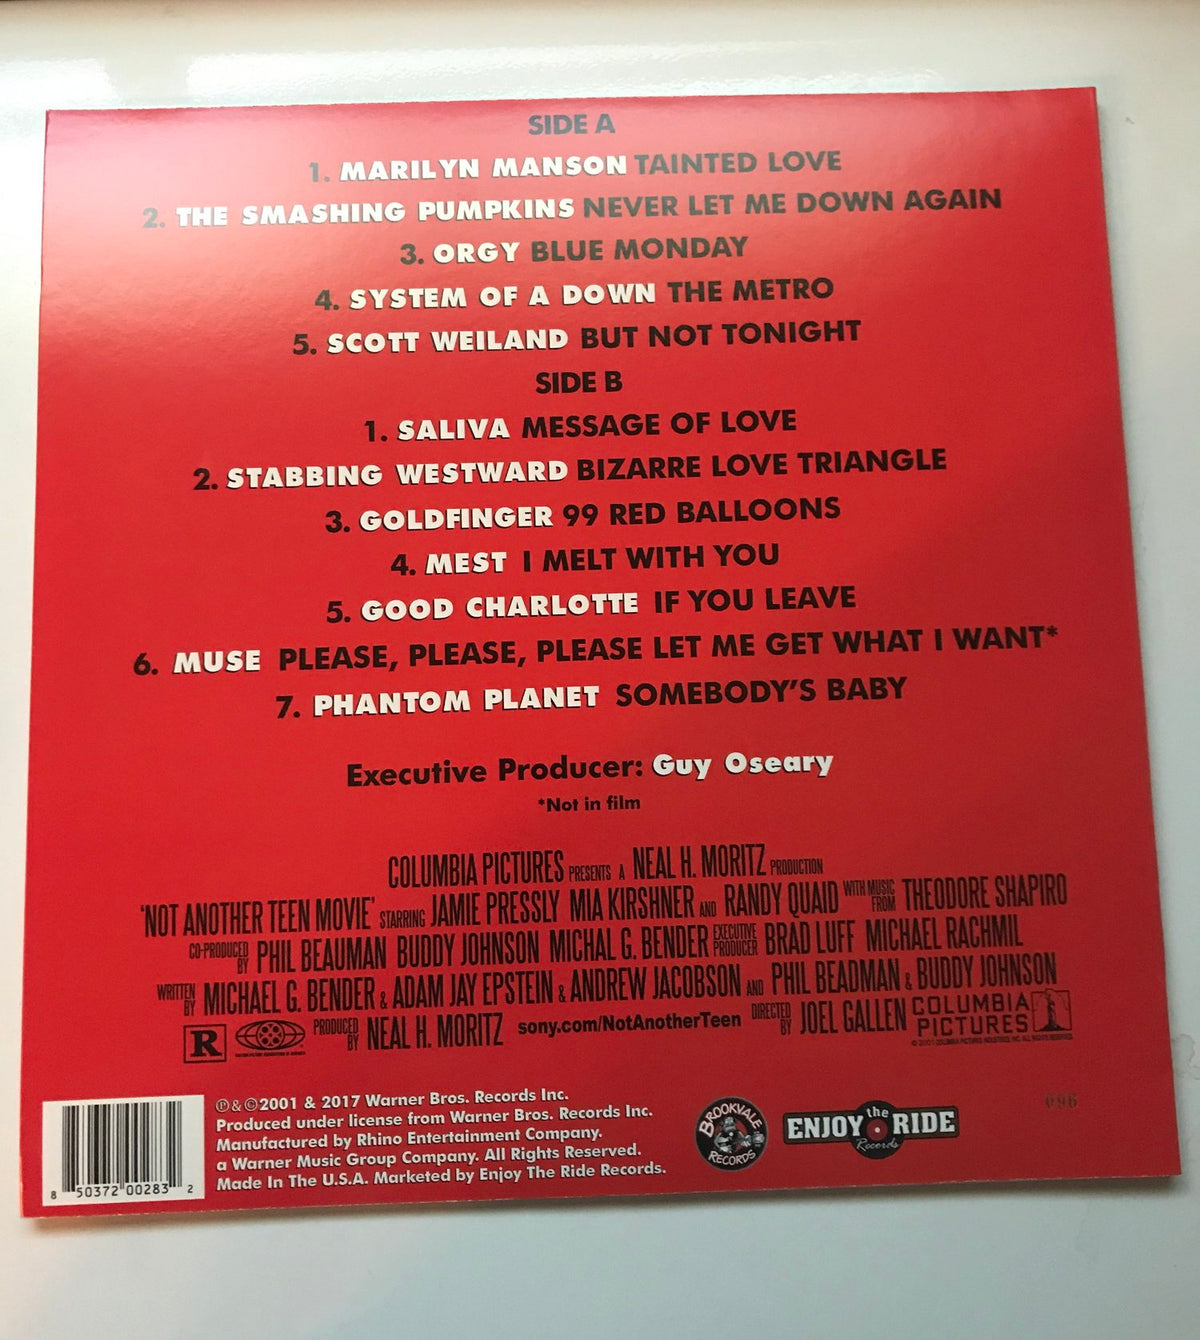 SIDE A
1. MARILYN MANSON TAINTED LOVE
2. THE SMASHING PUMPKINS NEVER LET ME DOWN AGAIN
3. ORGY BLUE MONDAY
4. SYSTEM OF A DOWN THE METRO
5. SCOTT WEILAND BUT NOT TONIGHT
SIDE B
1. SALIVA MESSAGE OF LOVE
2. STABBING WESTWARD BIZARRE LOVE TRIANGLE
3. GOLDFINGER 99 RED BALLOONS
4. MEST I MELT WITH YOU
5. GOOD CHARLOTTE IF YOU LEAVE
6. MUSE PLEASE, PLEASE, PLEASE LET ME GET WHAT I WANT*
7. PHANTOM PLANET SOMEBODY'S BABY
Executive Producer: Guy Oseary
*Not in film
COLUMBIA PICTURES PRESENTS A NEAL H. MORITZ PRODUCTION
'NOT ANOTHER TEEN MOVIE' STARRING JAMIE PRESSLY MIA KIRSHNER AND RANDY QUAID WITH MUSIC FROM THEODORE SHAPIRO
CO-PRODUCED BY PHIL BEAUMAN BUDDY JOHNSON MICHAL G. BENDER EXECUTIVE PRODUCER BRAD LUFF MICHAEL RACHMIL
WRITTEN BY MICHAEL G. BENDER & ADAM JAY EPSTEIN & ANDREW JACOBSON AND PHIL BEADMAN & BUDDY JOHNSON
R PRODUCED BY NEAL H. MORITZ sony.com/NotAnotherTeen DIRECTED BY JOEL GALLEN COLUMBIA PICTURES
℗&©2001 & 2017 Warner Bros. Records Inc.
Produced under license from Warner Bros. Records Inc.
Manufactured by Rhino Entertainment Company.
a Warner Music Group Company. All Rights Reserved.
Made In The U.S.A. Marketed by Enjoy The Ride Records.
8 50372 00283 2
BROOKVALE RECORDS
ENJOY the RIDE Records
096